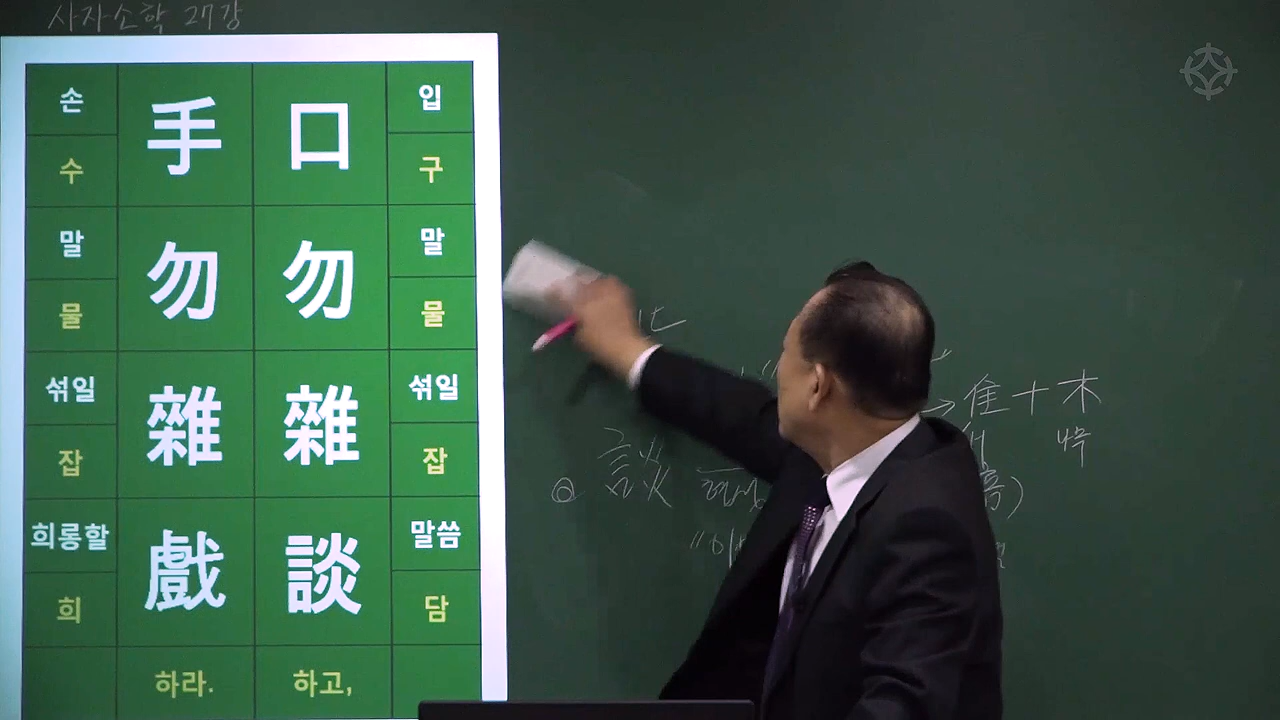 사자소학 27강
손 手 口 입
수 구
말 勿 勿 말
물 물
섞일 雜 雜 섞일
잡 잡
희롱할 戲 談 말씀
희 담
하라. 하고,
隹 十 木
談